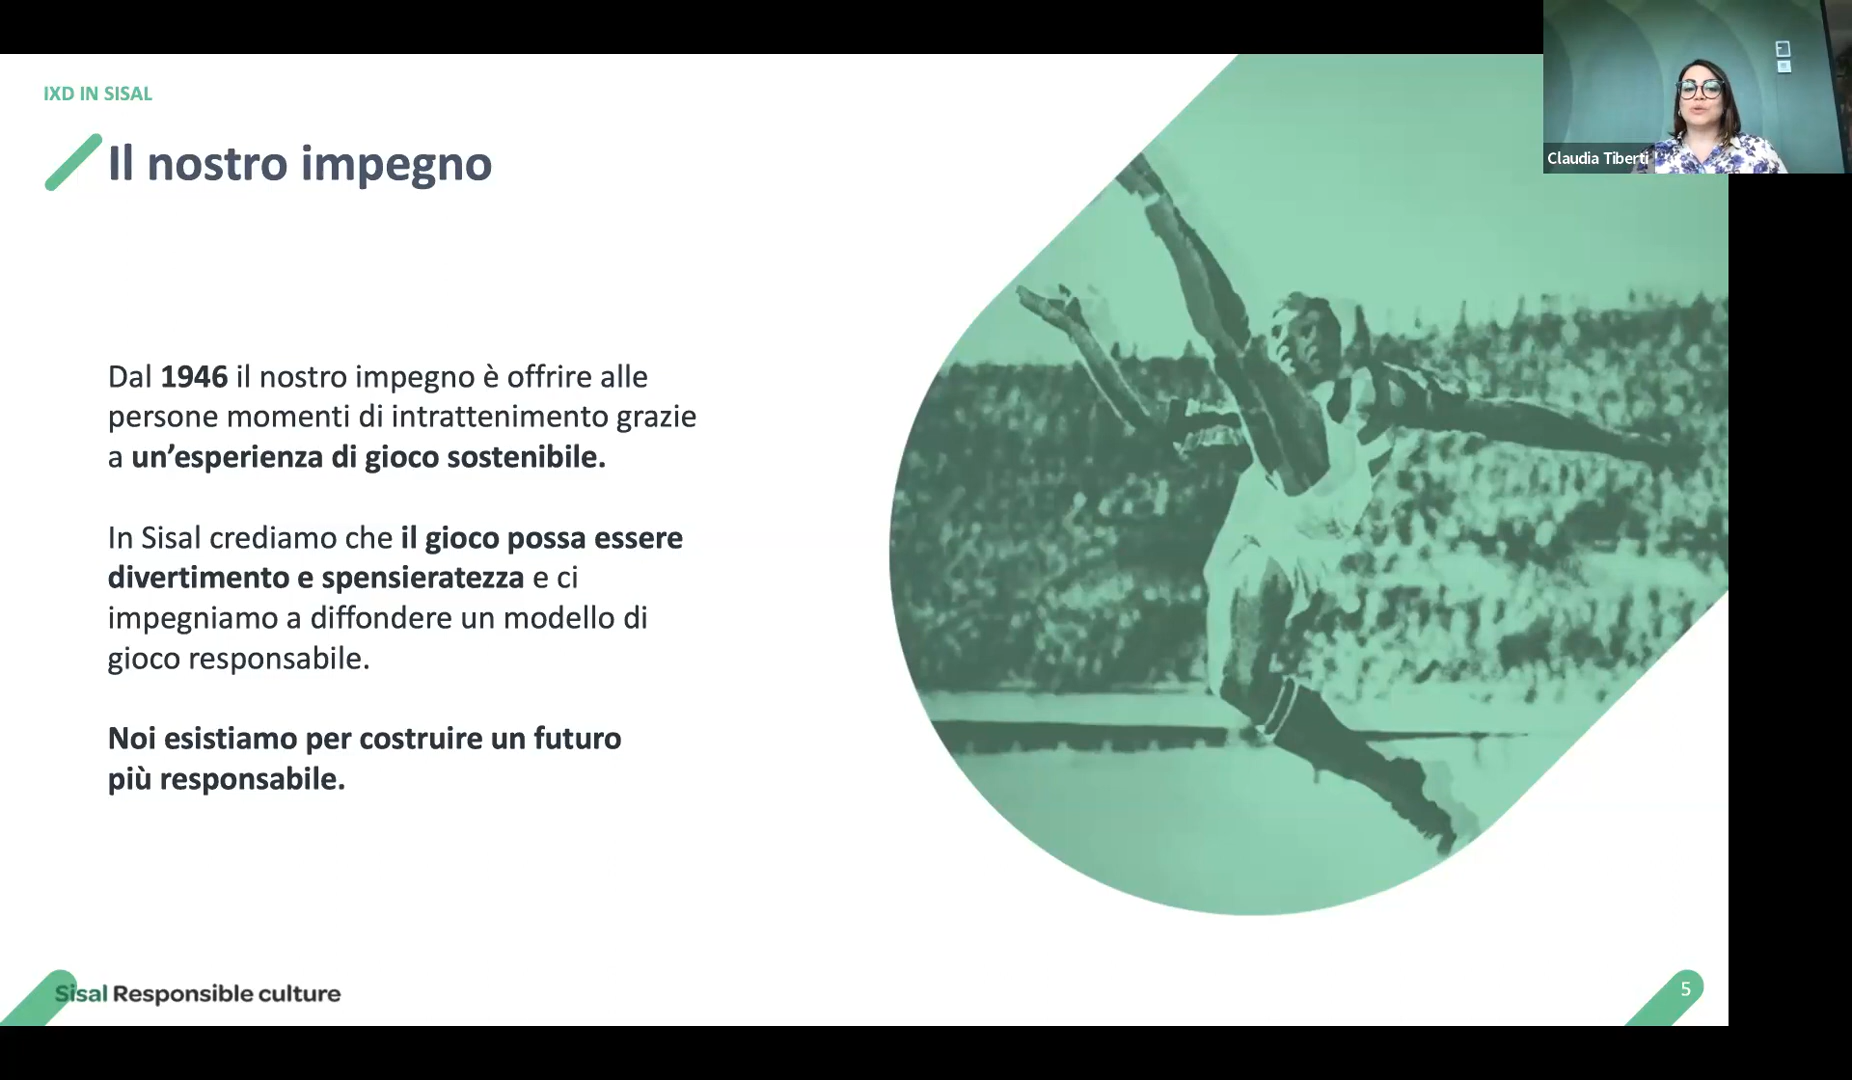 IXD IN SISAL
Il nostro impegno
Dal 1946 il nostro impegno è offrire alle
persone momenti di intrattenimento grazie
a un’esperienza di gioco sostenibile.
In Sisal crediamo che il gioco possa essere
divertimento e spensieratezza e ci
impegniamo a diffondere un modello di
gioco responsabile.
Noi esistiamo per costruire un futuro
più responsabile.
Sisal Responsible culture
5
Claudia Tiberti